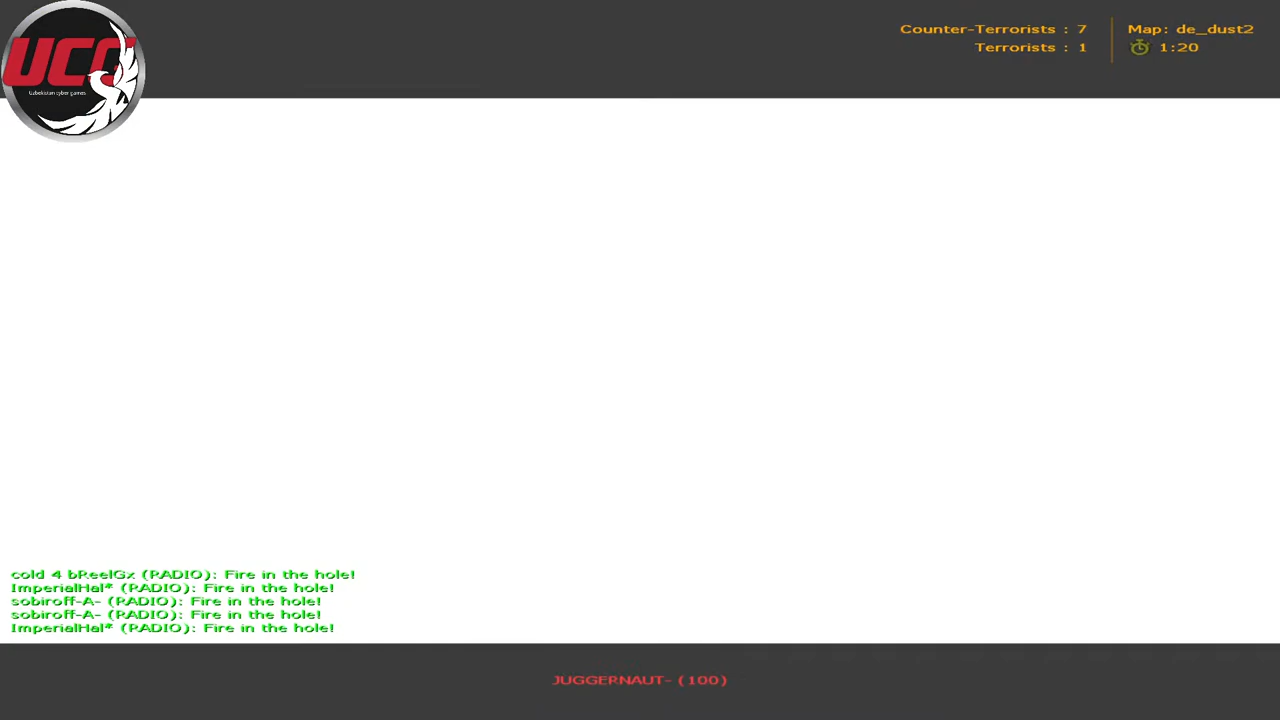 UCG
Uzbekistan cyber games
Counter-Terrorists : 7
Terrorists : 1
Map: de_dust2
1:20
cold 4 bReelGx (RADIO): Fire in the hole!
ImperialHal* (RADIO): Fire in the hole!
sobiroff-A- (RADIO): Fire in the hole!
sobiroff-A- (RADIO): Fire in the hole!
ImperialHal* (RADIO): Fire in the hole!
JUGGERNAUT- (100)